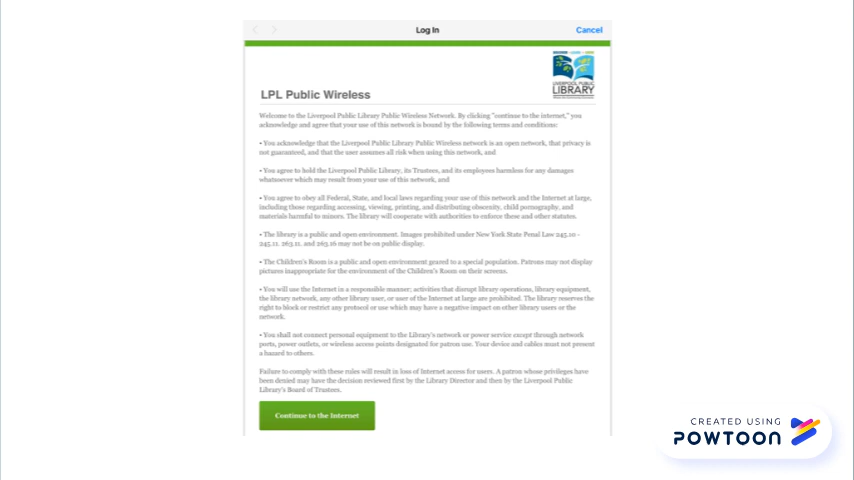 Log In
Cancel
LIVERPOOL PUBLIC
LIBRARY
LPL Public Wireless
Welcome to the Liverpool Public Library Public Wireless Network. By clicking "continue to the internet," you
acknowledge and agree that your use of this network is bound by the following terms and conditions:
• You acknowledge that the Liverpool Public Library Public Wireless network is an open network, that privacy is
not guaranteed, and that the user assumes all risk when using this network, and
• You agree to hold the Liverpool Public Library, its Trustees, and its employees harmless for any damages
whatsoever which may result from your use of this network, and
• You agree to obey all Federal, State, and local laws regarding your use of this network and the Internet at large,
including those regarding accessing, viewing, printing, and distributing obscenity, child pornography, and
materials harmful to minors. The library will cooperate with authorities to enforce these and other statutes.
• The library is a public and open environment. Images prohibited under New York State Penal Law 245.10 -
245.11. 263.11. and 263.16 may not be on public display.
• The Children's Room is a public and open environment geared to a special population. Patrons may not display
pictures inappropriate for the environment of the Children's Room on their screens.
• You will use the Internet in a responsible manner; activities that disrupt library operations, library equipment,
the library network, any other library user, or user of the Internet at large are prohibited. The library reserves the
right to block or restrict any protocol or use which may have a negative impact on other library users or the
network.
• You shall not connect personal equipment to the Library's network or power service except through network
ports, power outlets, or wireless access points designated for patron use. Your device and cables must not present
a hazard to others.
Failure to comply with these rules will result in loss of Internet access for users. A patron whose privileges have
been denied may have the decision reviewed first by the Library Director and then by the Liverpool Public
Library's Board of Trustees.
Continue to the Internet
CREATED USING
POWTOON